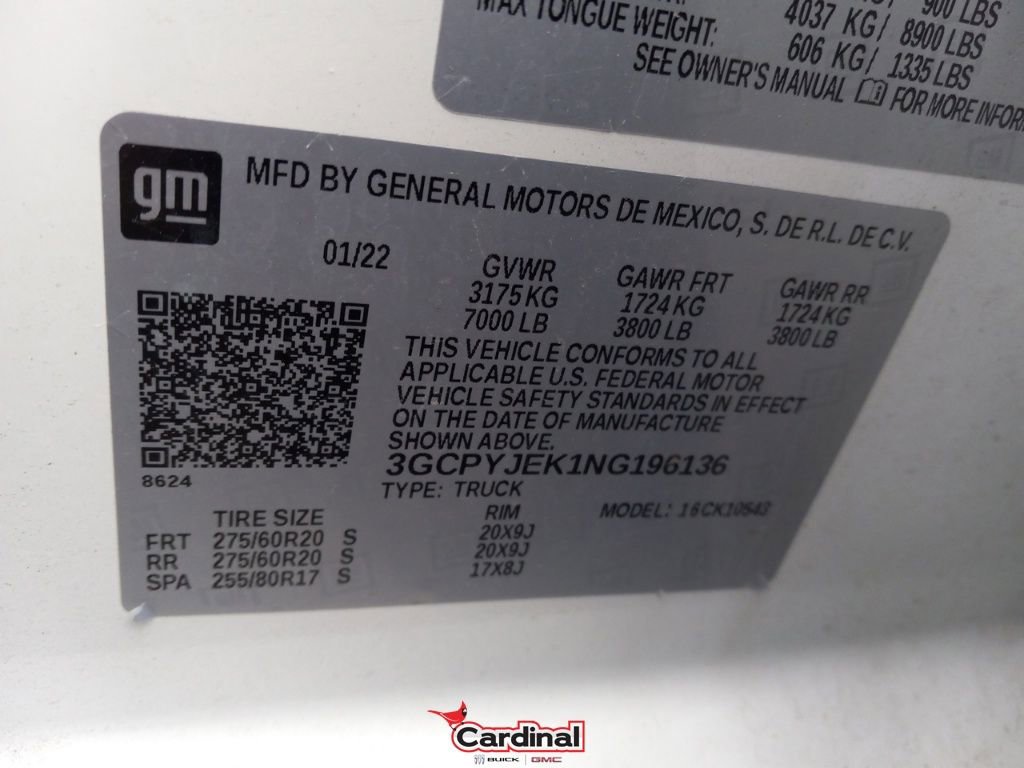 900 LBS
4037 KG/ 8900 LBS
MAX TONGUE WEIGHT: 606 KG/ 1335 LBS
SEE OWNER'S MANUAL FOR MORE INFOR
gm
MFD BY GENERAL MOTORS DE MEXICO, S. DE R.L. DE C.V.
01/22 GVWR GAWR FRT GAWR RR
3175 KG 1724 KG 1724 KG
7000 LB 3800 LB 3800 LB
THIS VEHICLE CONFORMS TO ALL
APPLICABLE U.S. FEDERAL MOTOR
VEHICLE SAFETY STANDARDS IN EFFECT
ON THE DATE OF MANUFACTURE
SHOWN ABOVE.
3GCPYJEK1NG196136
8624
TYPE: TRUCK MODEL: 16CK10543
TIRE SIZE RIM
FRT 275/60R20 S 20X9J
RR 275/60R20 S 20X9J
SPA 255/80R17 S 17X8J
Cardinal
BUICK GMC